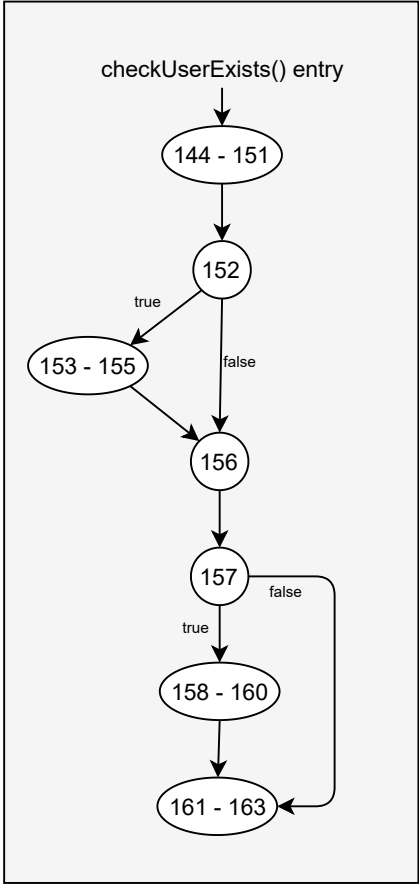 checkUserExists() entry
144 - 151
152
true
false
153 - 155
156
157
false
true
158 - 160
161 - 163